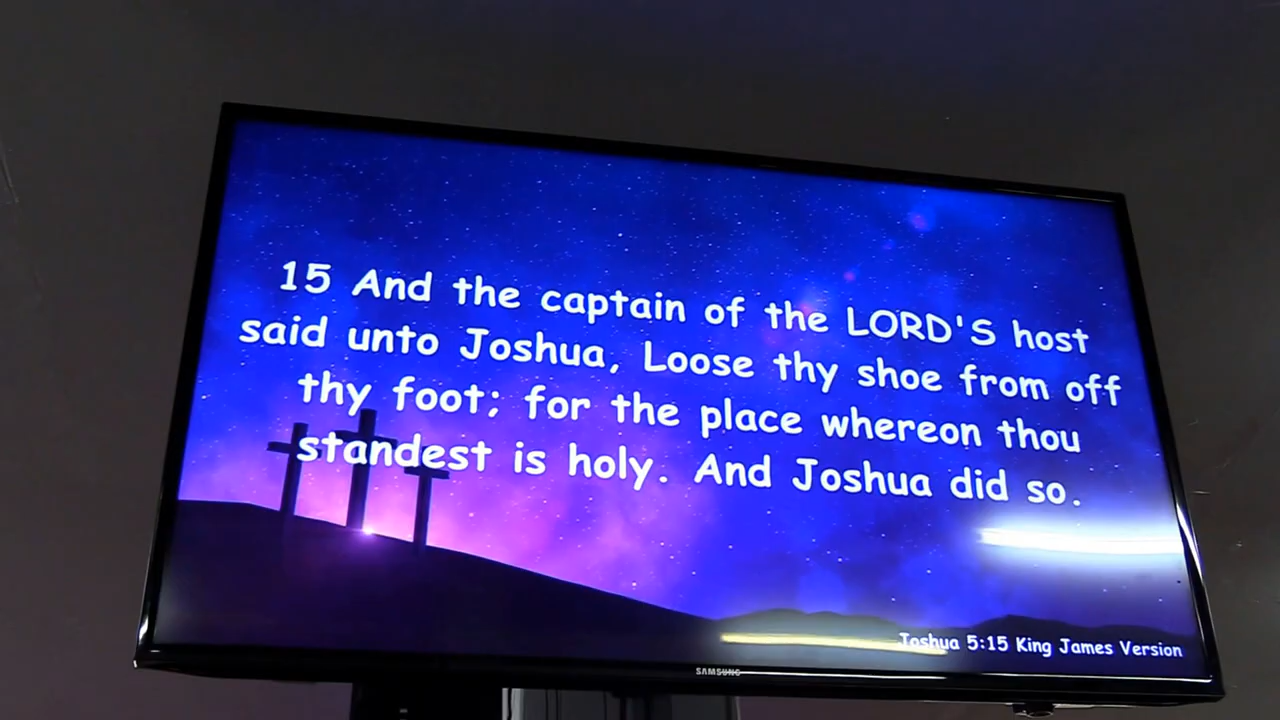 15 And the captain of the LORD'S host
said unto Joshua, Loose thy shoe from off
thy foot; for the place whereon thou
standest is holy. And Joshua did so.
Joshua 5:15 King James Version
SAMSUNG